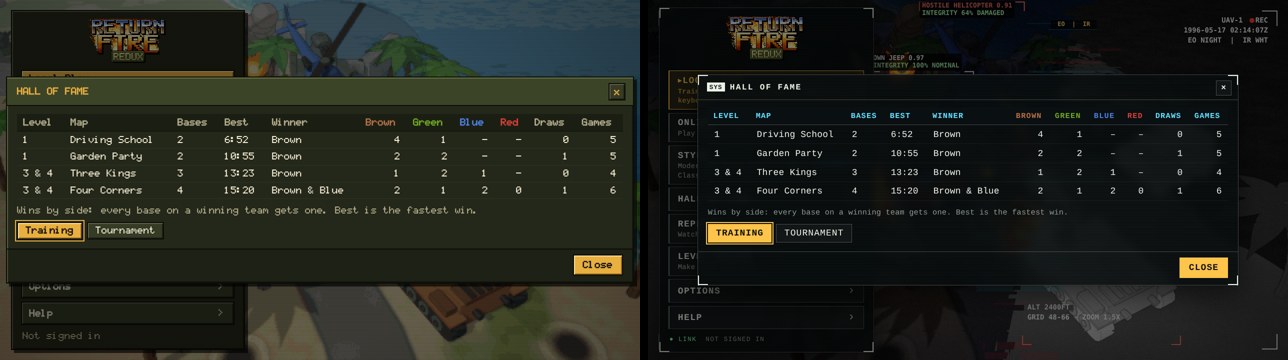 RETURN
FIRE
REDUX
HALL OF FAME
×
Level Map Bases Best Winner Brown Green Blue Red Draws Games
1 Driving School 2 6:52 Brown 4 1 – – 0 5
1 Garden Party 2 10:55 Brown 2 2 – – 1 5
3 & 4 Three Kings 3 13:23 Brown 1 2 1 – 0 4
3 & 4 Four Corners 4 15:20 Brown & Blue 2 1 2 0 1 6
Wins by side: every base on a winning team gets one. Best is the fastest win.
Training Tournament
Close
Options
Help >
Not signed in
HOSTILE HELICOPTER 0.91
INTEGRITY 64% DAMAGED
EO | IR
UAV-1 REC
1996-05-17 02:14:07Z
EO NIGHT | IR WHT
RETURN
FIRE
REDUX
JEEP 0.97
INTEGRITY 100% NOMINAL
SYS HALL OF FAME
×
LEVEL MAP BASES BEST WINNER BROWN GREEN BLUE RED DRAWS GAMES
1 Driving School 2 6:52 Brown 4 1 – – 0 5
1 Garden Party 2 10:55 Brown 2 2 – – 1 5
3 & 4 Three Kings 3 13:23 Brown 1 2 1 – 0 4
3 & 4 Four Corners 4 15:20 Brown & Blue 2 1 2 0 1 6
Wins by side: every base on a winning team gets one. Best is the fastest win.
TRAINING TOURNAMENT
CLOSE
OPTIONS >
HELP >
LINK NOT SIGNED IN
ALT 2400FT
GRID 48-66 ZOOM 1.5X